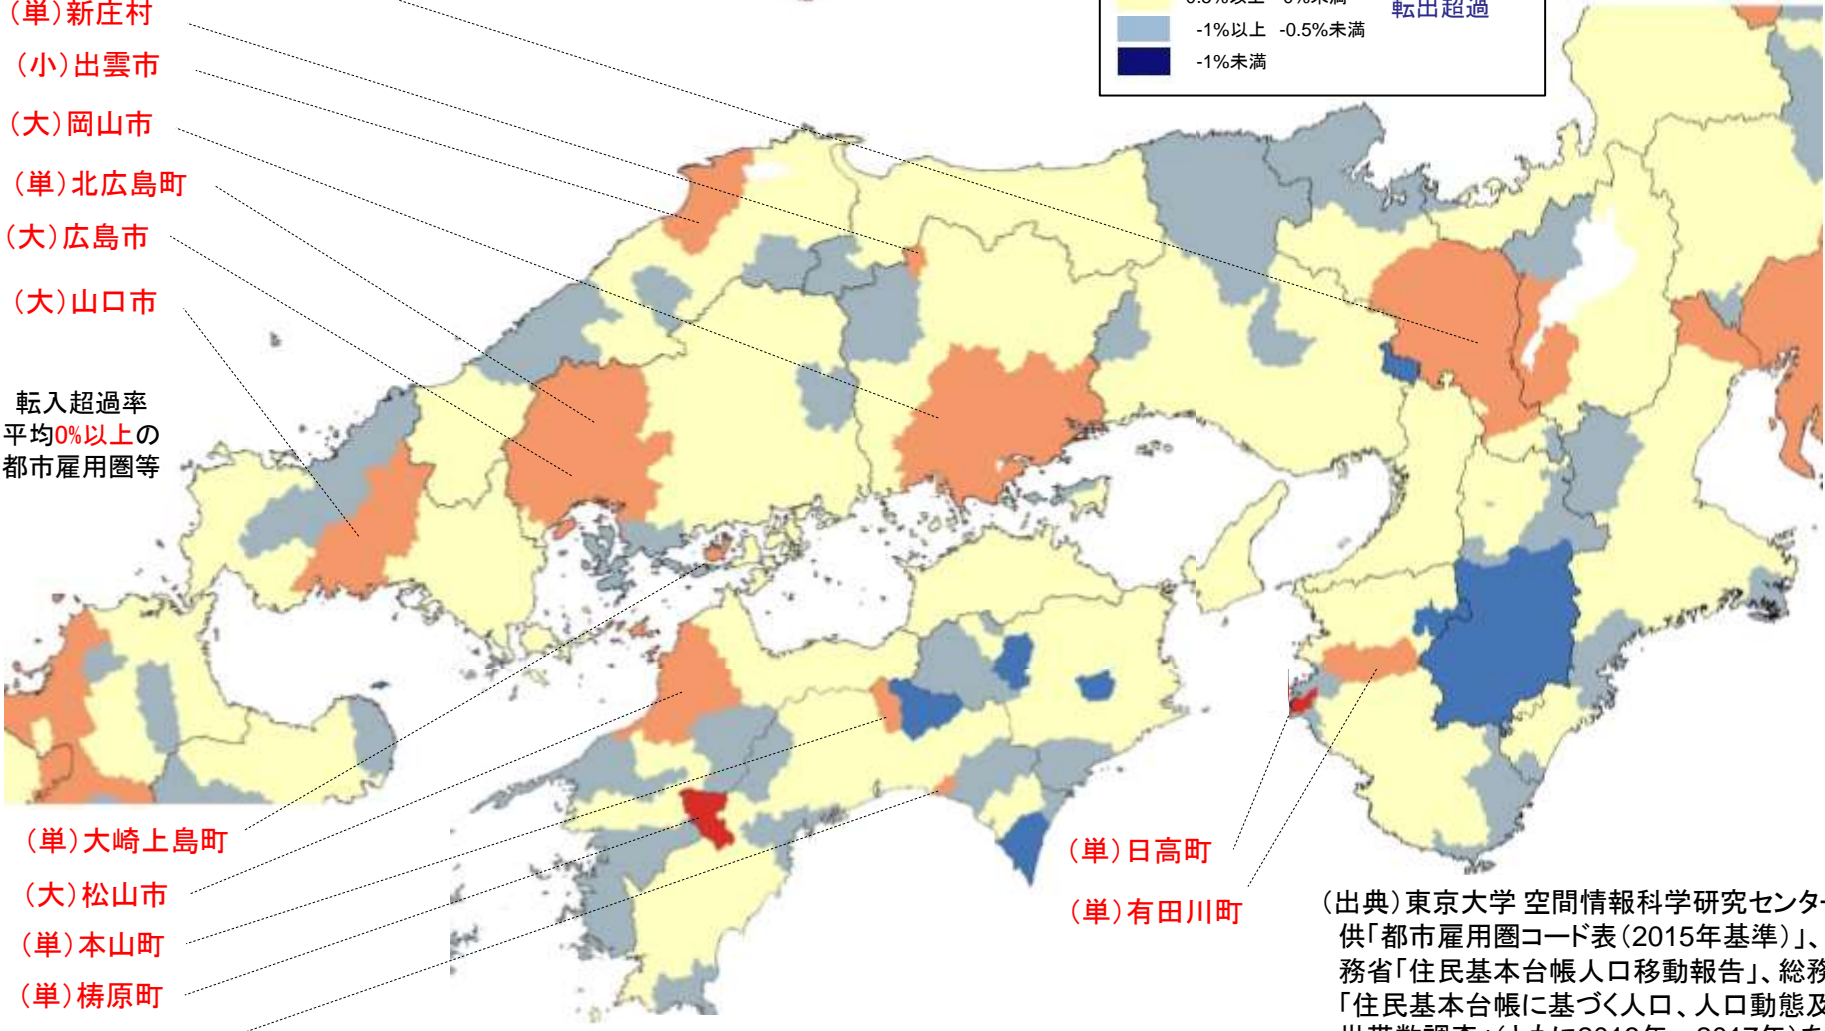 (単)新庄村
(小)出雲市
(大)岡山市
(単)北広島町
(大)広島市
(大)山口市
転入超過率
平均0%以上の
都市雇用圏等
転出超過
-1%以上 -0.5%未満
-1%未満
(単)大崎上島町
(大)松山市
(単)本山町
(単)梼原町
(単)日高町
(単)有田川町
(出典)東京大学 空間情報科学研究センター
供「都市雇用圏コード表(2015年基準)」、
務省「住民基本台帳人口移動報告」、総務
「住民基本台帳に基づく人口、人口動態及